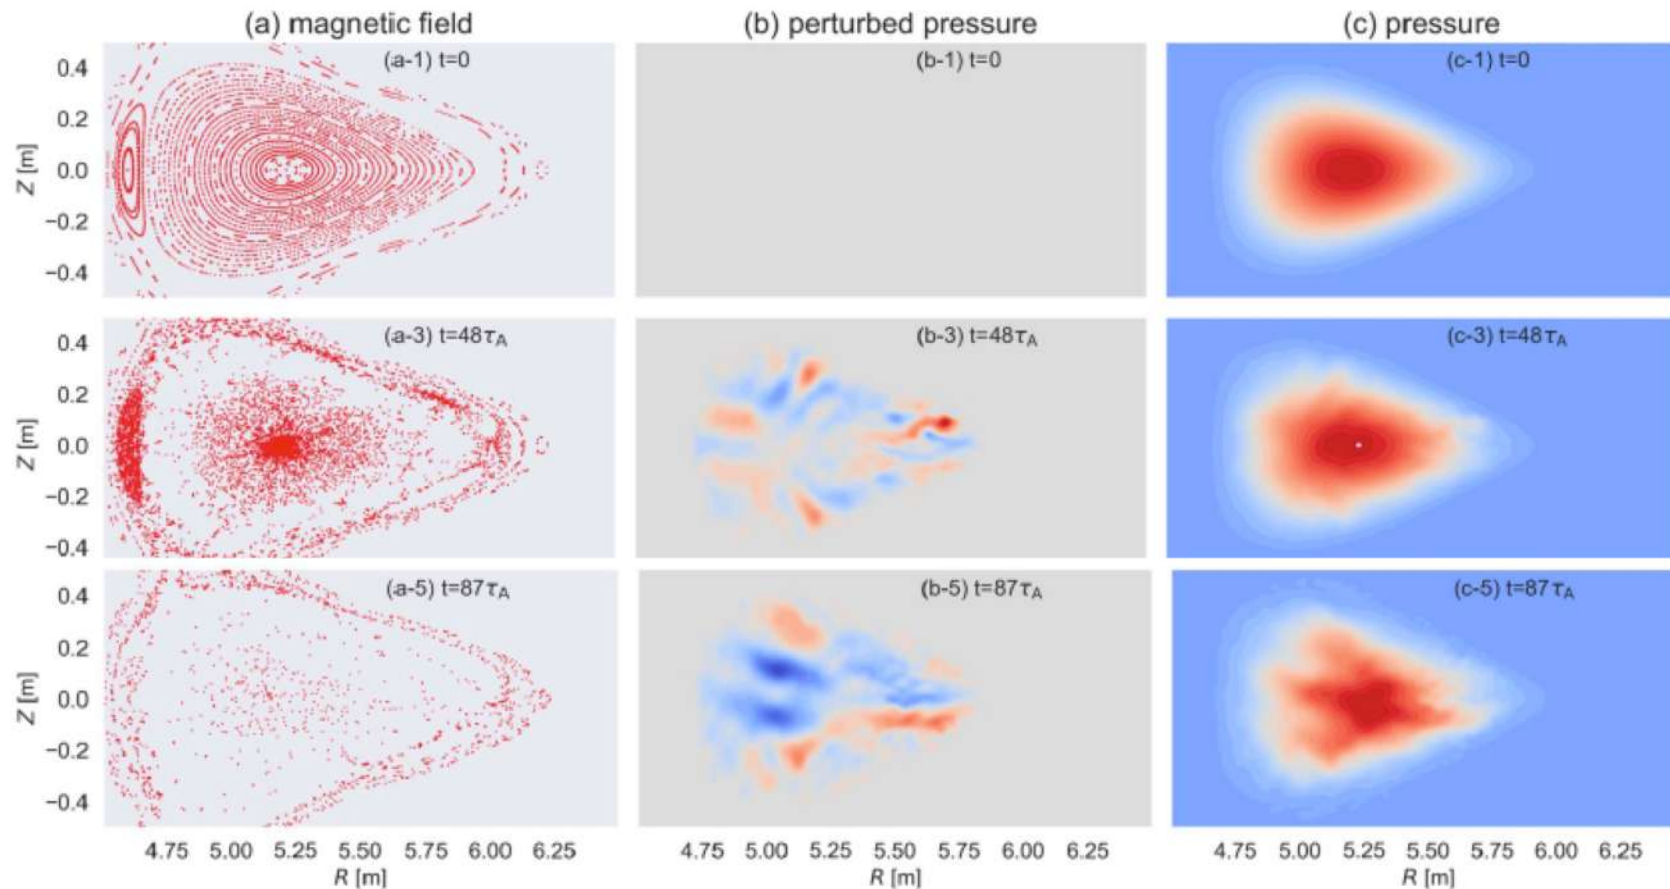 (a) magnetic field (b) perturbed pressure (c) pressure
(a-1) t=0 (b-1) t=0 (c-1) t=0
0.4
0.2
0.0
−0.2
−0.4
Z [m]
(a-3) t=48τA (b-3) t=48τA (c-3) t=48τA
0.4
0.2
0.0
−0.2
−0.4
Z [m]
(a-5) t=87τA (b-5) t=87τA (c-5) t=87τA
0.4
0.2
0.0
−0.2
−0.4
Z [m]
4.75 5.00 5.25 5.50 5.75 6.00 6.25 4.75 5.00 5.25 5.50 5.75 6.00 6.25 4.75 5.00 5.25 5.50 5.75 6.00 6.25
R [m] R [m] R [m]